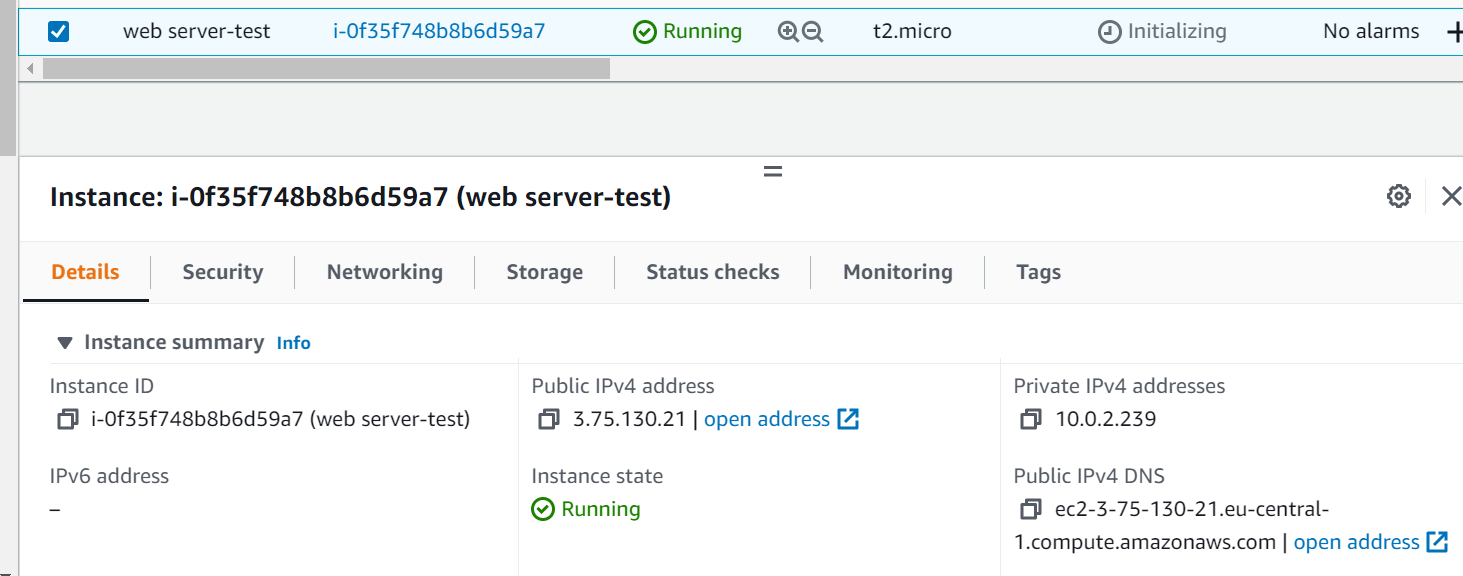 web server-test i-0f35f748b8b6d59a7 Running t2.micro Initializing No alarms
Instance: i-0f35f748b8b6d59a7 (web server-test)
Details Security Networking Storage Status checks Monitoring Tags
Instance summary Info
Instance ID Public IPv4 address Private IPv4 addresses
i-0f35f748b8b6d59a7 (web server-test) 3.75.130.21 | open address 10.0.2.239
IPv6 address Instance state Public IPv4 DNS
– Running ec2-3-75-130-21.eu-central-
1.compute.amazonaws.com | open address